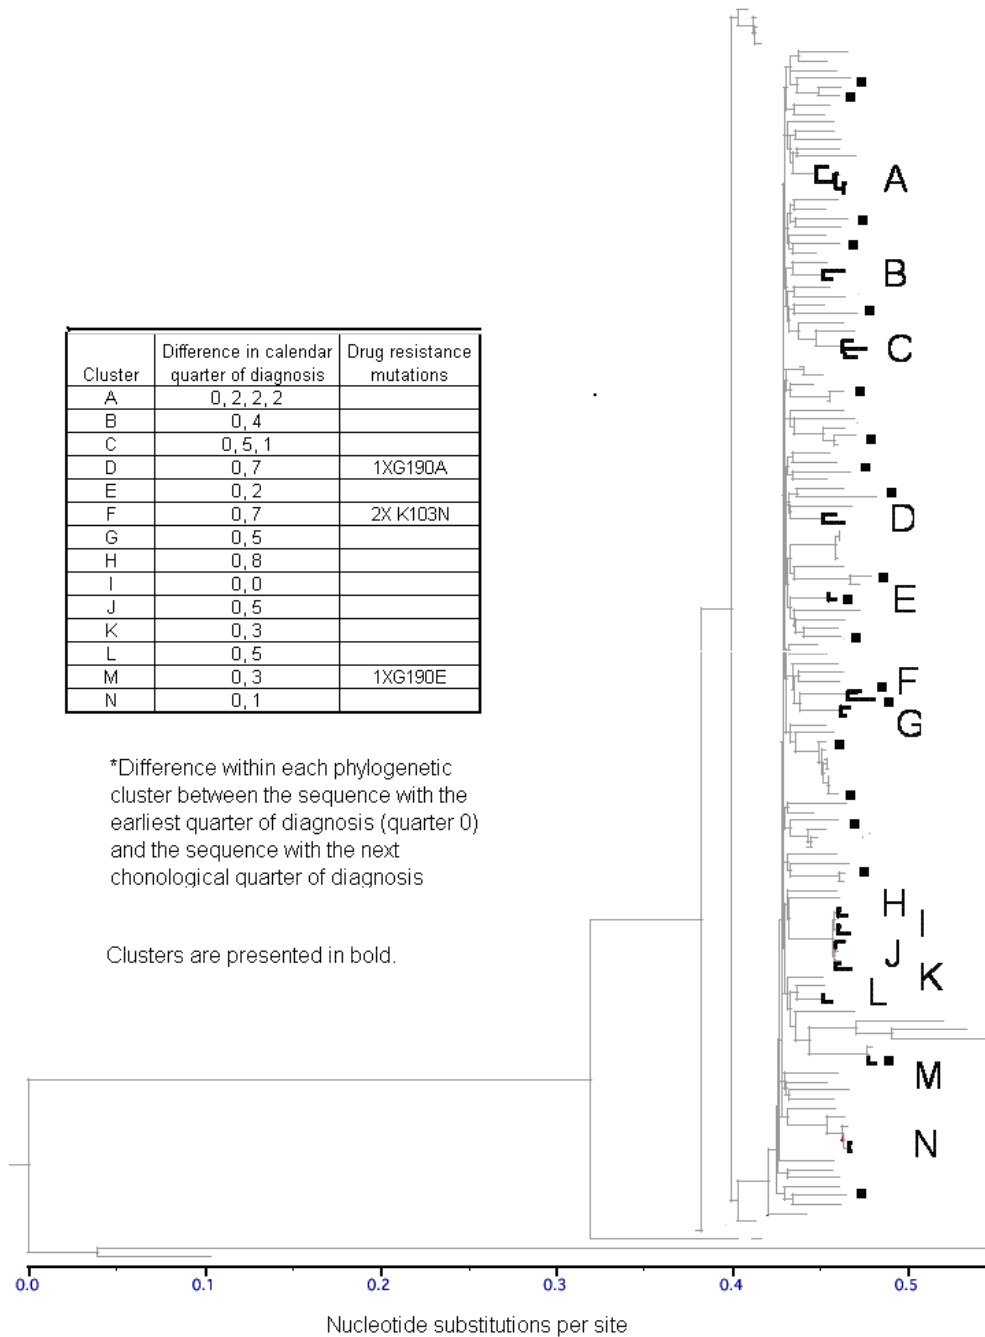 A
B
C
Difference in calendar Drug resistance
Cluster quarter of diagnosis mutations
A 0, 2, 2, 2
B 0, 4
C 0, 5, 1
D 0, 7 1XG190A
E 0, 2
F 0, 7 2X K103N
G 0, 5
H 0, 8
I 0, 0
J 0, 5
K 0, 3
L 0, 5
M 0, 3 1XG190E
N 0, 1
D
E
F
G
*Difference within each phylogenetic
cluster between the sequence with the
earliest quarter of diagnosis (quarter 0)
and the sequence with the next
chonological quarter of diagnosis
H
I
J
K
L
Clusters are presented in bold.
M
N
0.0 0.1 0.2 0.3 0.4 0.5
Nucleotide substitutions per site